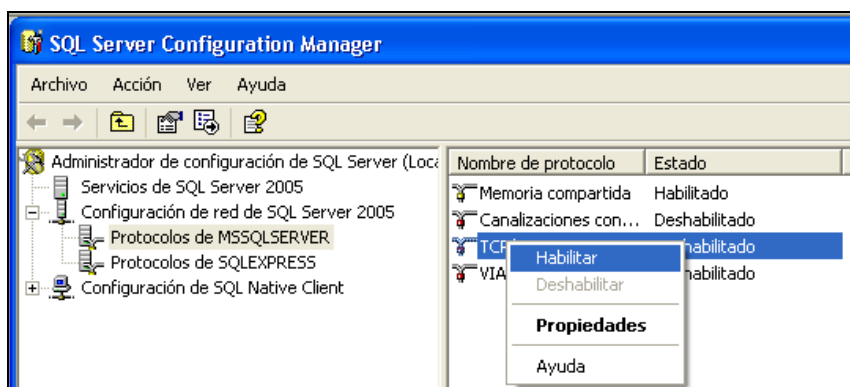 SQL Server Configuration Manager
Archivo Acción Ver Ayuda
Administrador de configuración de SQL Server (Loca
Servicios de SQL Server 2005
Configuración de red de SQL Server 2005
Protocolos de MSSQLSERVER
Protocolos de SQLEXPRESS
Configuración de SQL Native Client
Nombre de protocolo Estado
Memoria compartida Habilitado
Canalizaciones con... Deshabilitado
TCP habilitado
VIA habilitado
Habilitar
Deshabilitar
Propiedades
Ayuda